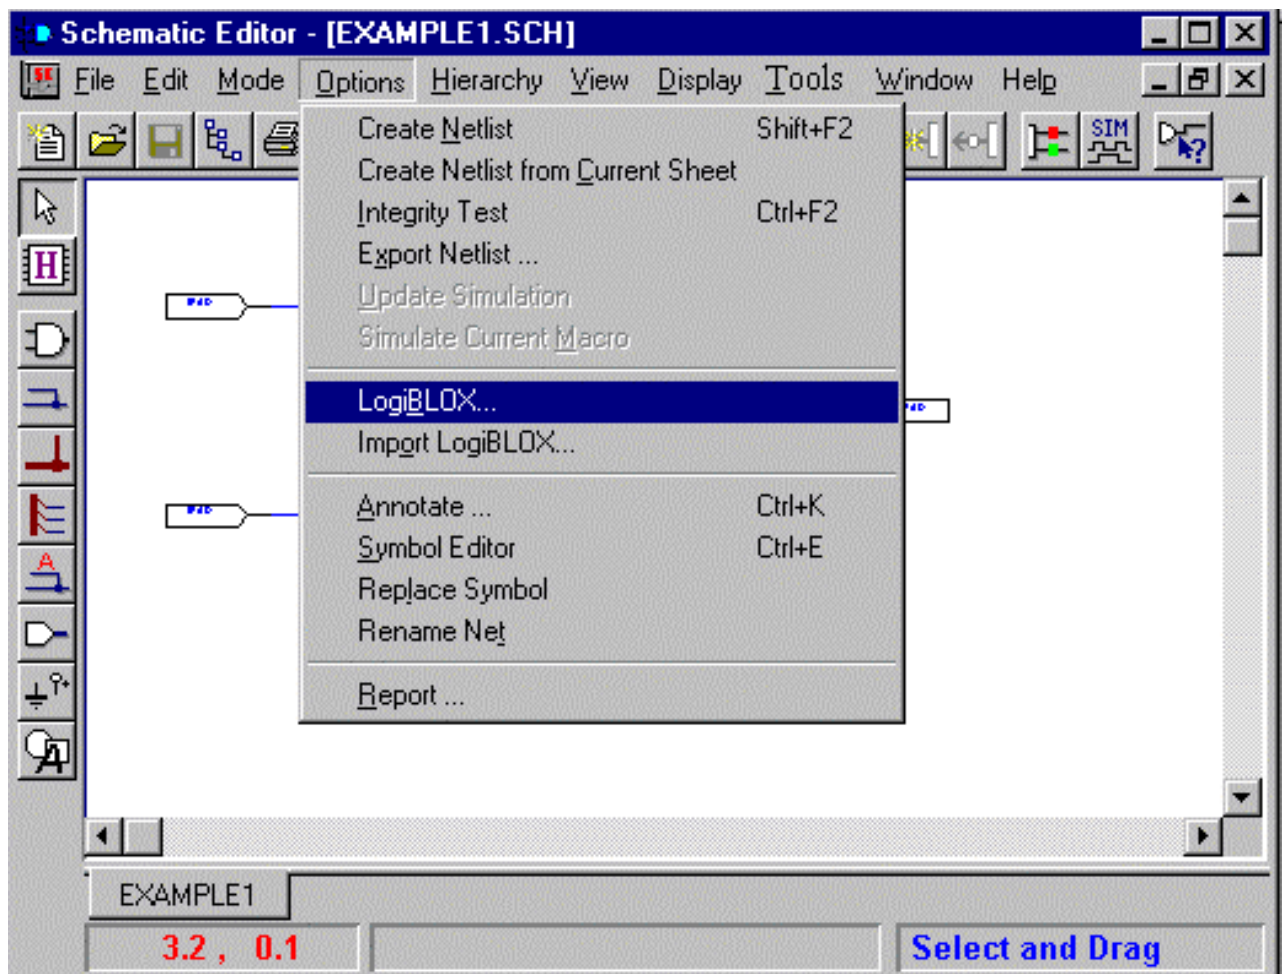 Schematic Editor - [EXAMPLE1.SCH]
File Edit Mode Options Hierarchy View Display Tools Window Help
SIM
Create Netlist Shift+F2
Create Netlist from Current Sheet
Integrity Test Ctrl+F2
Export Netlist ...
Update Simulation
Simulate Current Macro
LogiBLOX...
Import LogiBLOX...
Annotate ... Ctrl+K
Symbol Editor Ctrl+E
Replace Symbol
Rename Net
Report ...
H
A
A
EXAMPLE1
3.2 , 0.1
Select and Drag